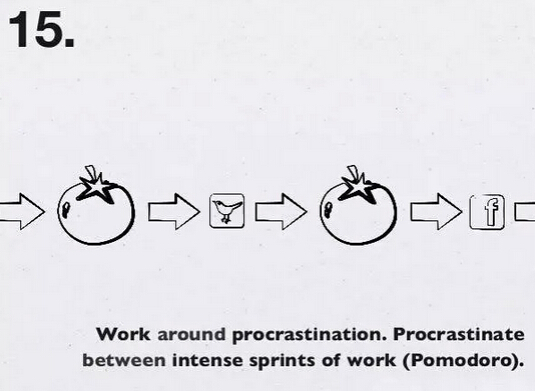 15.
f
Work around procrastination. Procrastinate
between intense sprints of work (Pomodoro).